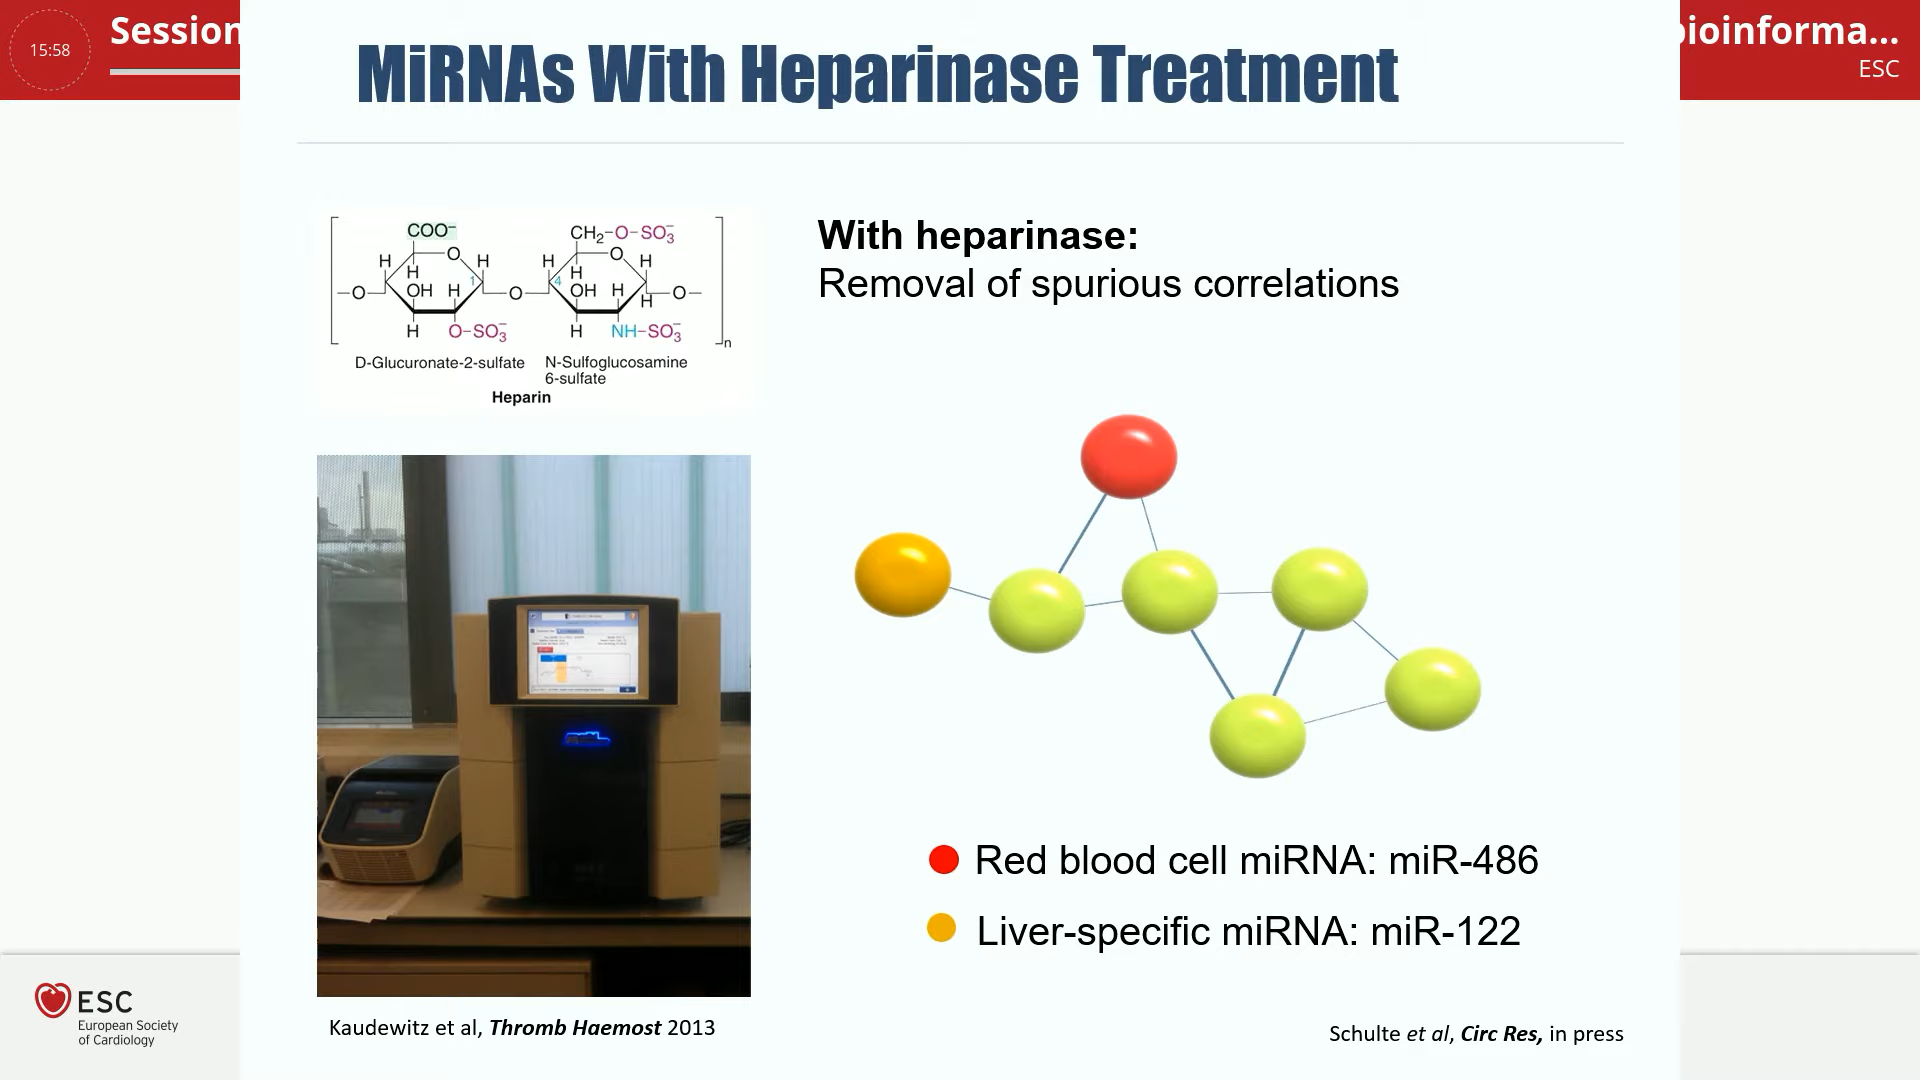 15:58
Session
bioinforma...
ESC
MiRNAs With Heparinase Treatment
COO⁻
CH₂–O–SO₃⁻
O
H
H
H
OH
H
1
O
H
O
H
H
4
OH
H
H
O
O
H
O–SO₃⁻
H
NH–SO₃⁻
n
D-Glucuronate-2-sulfate
N-Sulfoglucosamine
6-sulfate
Heparin
With heparinase:
Removal of spurious correlations
Red blood cell miRNA: miR-486
Liver-specific miRNA: miR-122
ESC
European Society
of Cardiology
Kaudewitz et al, Thromb Haemost 2013
Schulte et al, Circ Res, in press